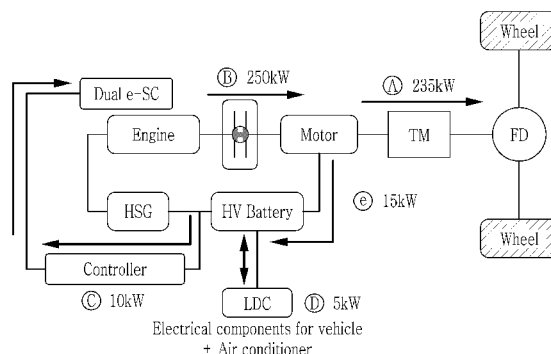 Wheel
Ⓑ 250kW
Ⓐ 235kW
Dual e-SC
Engine
Motor
TM
FD
HSG
HV Battery
ⓔ 15kW
Wheel
Controller
Ⓒ 10kW
LDC
Ⓓ 5kW
Electrical components for vehicle
+ Air conditioner